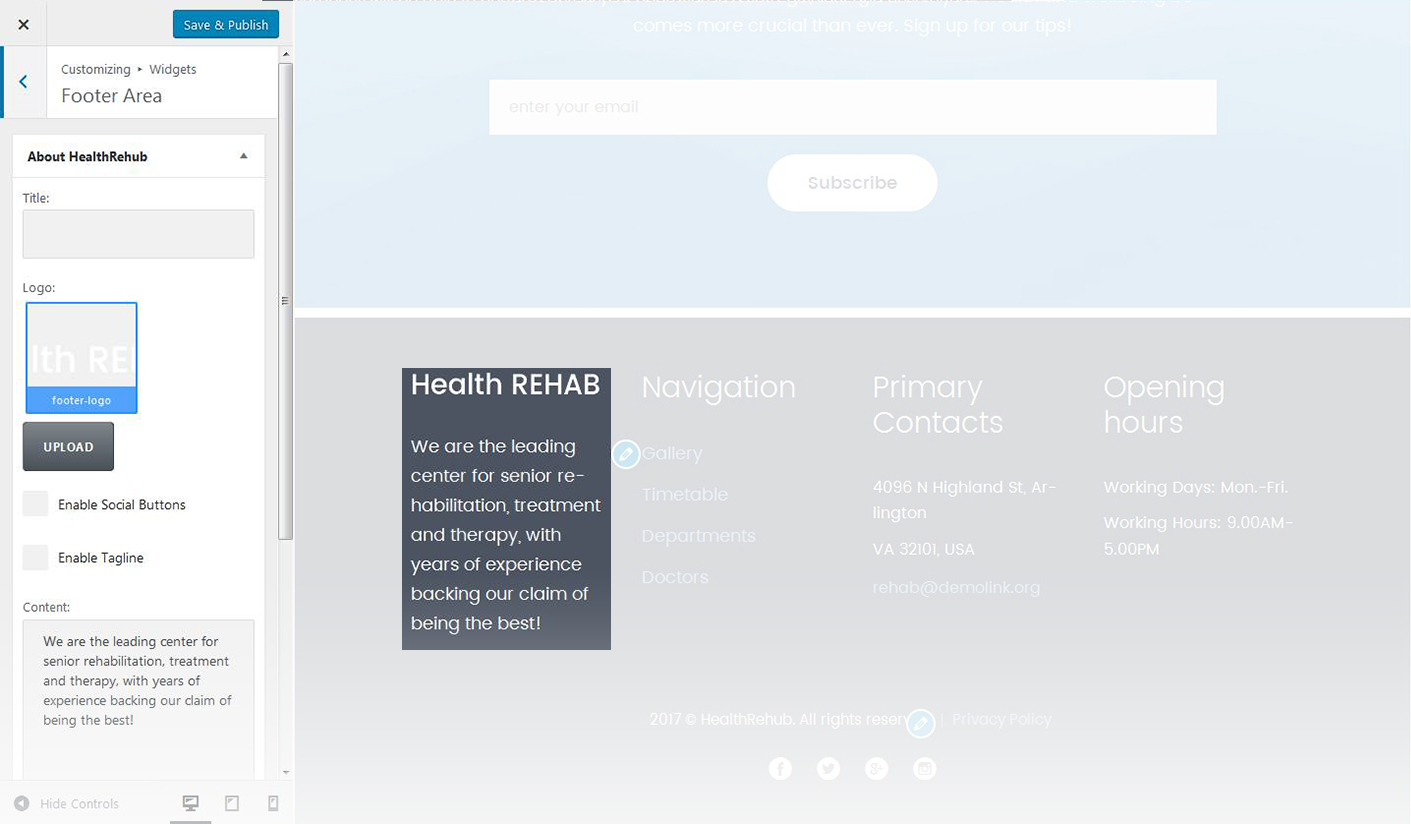 Save & Publish
Customizing ▸ Widgets
Footer Area
About HealthRehub
Title:
Logo:
lth RE
footer-logo
UPLOAD
Enable Social Buttons
Enable Tagline
Content:
We are the leading center for
senior rehabilitation, treatment
and therapy, with years of
experience backing our claim of
being the best!
Hide Controls
comes more crucial than ever. Sign up for our tips!
enter your email
Subscribe
Health REHAB
We are the leading
center for senior re-
habilitation, treatment
and therapy, with
years of experience
backing our claim of
being the best!
Navigation
Gallery
Timetable
Departments
Doctors
Primary
Contacts
4096 N Highland St, Ar-
lington
VA 32101, USA
rehab@demolink.org
Opening
hours
Working Days: Mon.-Fri.
Working Hours: 9.00AM-
5.00PM
2017 © HealthRehub. All rights reserv | Privacy Policy